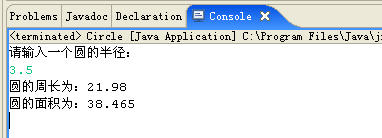 Problems Javadoc Declaration Console
<terminated> Circle [Java Application] C:\Program Files\Java\j
请输入一个圆的半径：
3.5
圆的周长为：21.98
圆的面积为：38.465